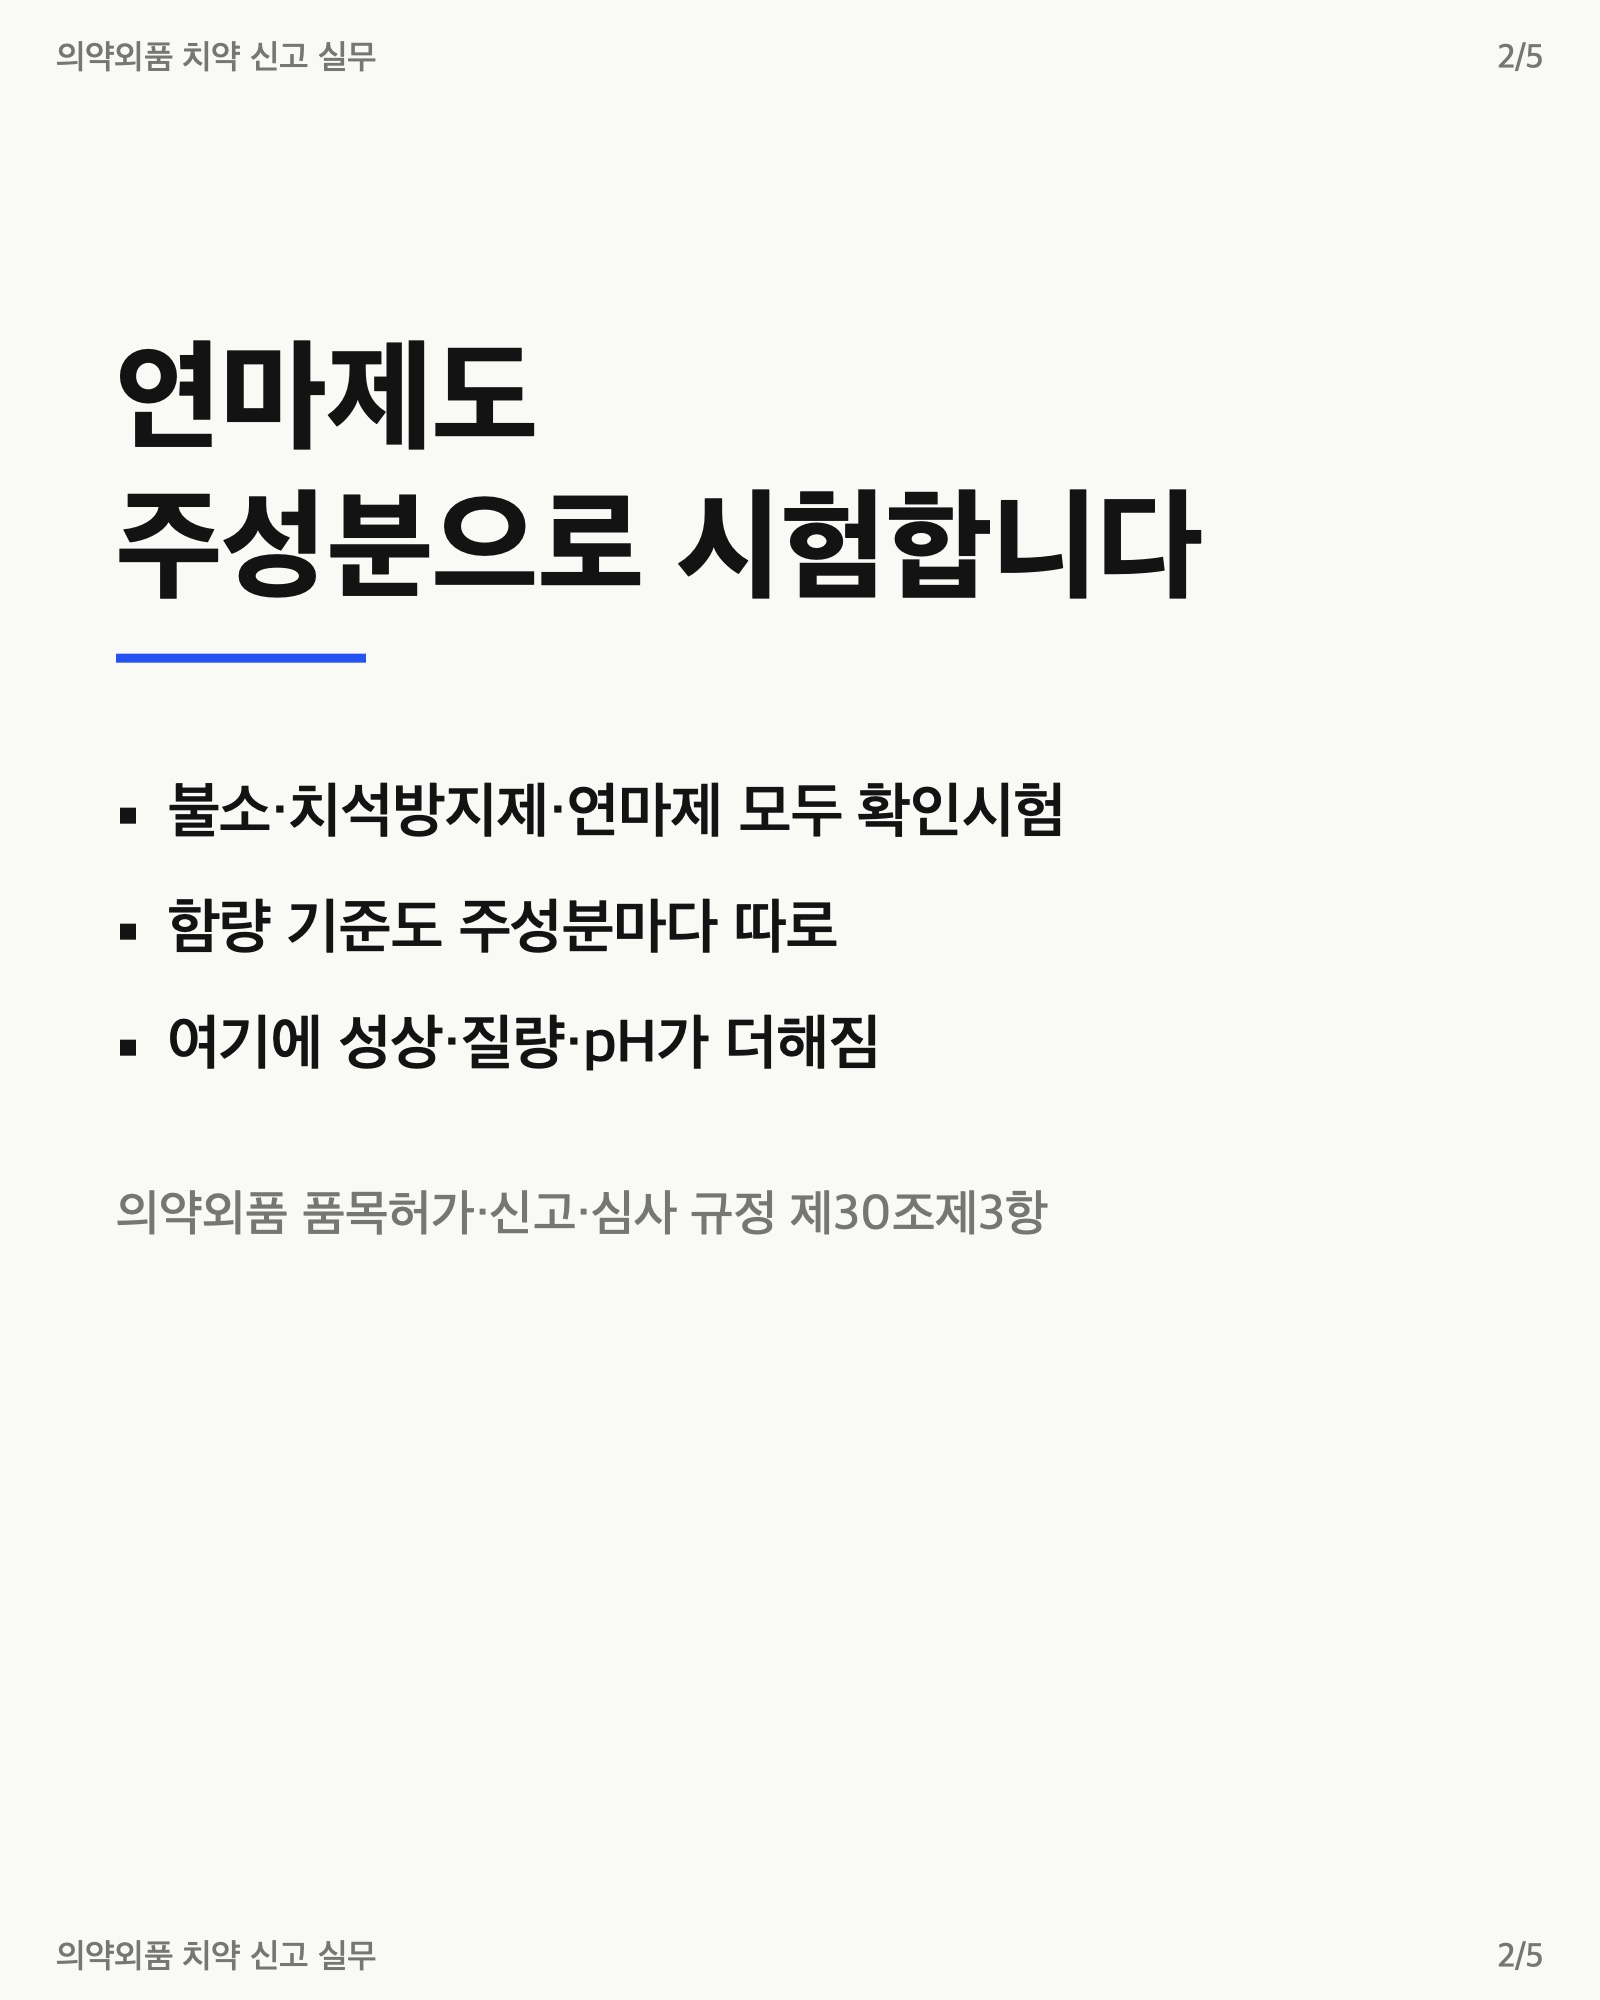 의약외품 치약 신고 실무
2/5
연마제도
주성분으로 시험합니다
▪ 불소·치석방지제·연마제 모두 확인시험
▪ 함량 기준도 주성분마다 따로
▪ 여기에 성상·질량·pH가 더해짐
의약외품 품목허가·신고·심사 규정 제30조제3항
의약외품 치약 신고 실무
2/5